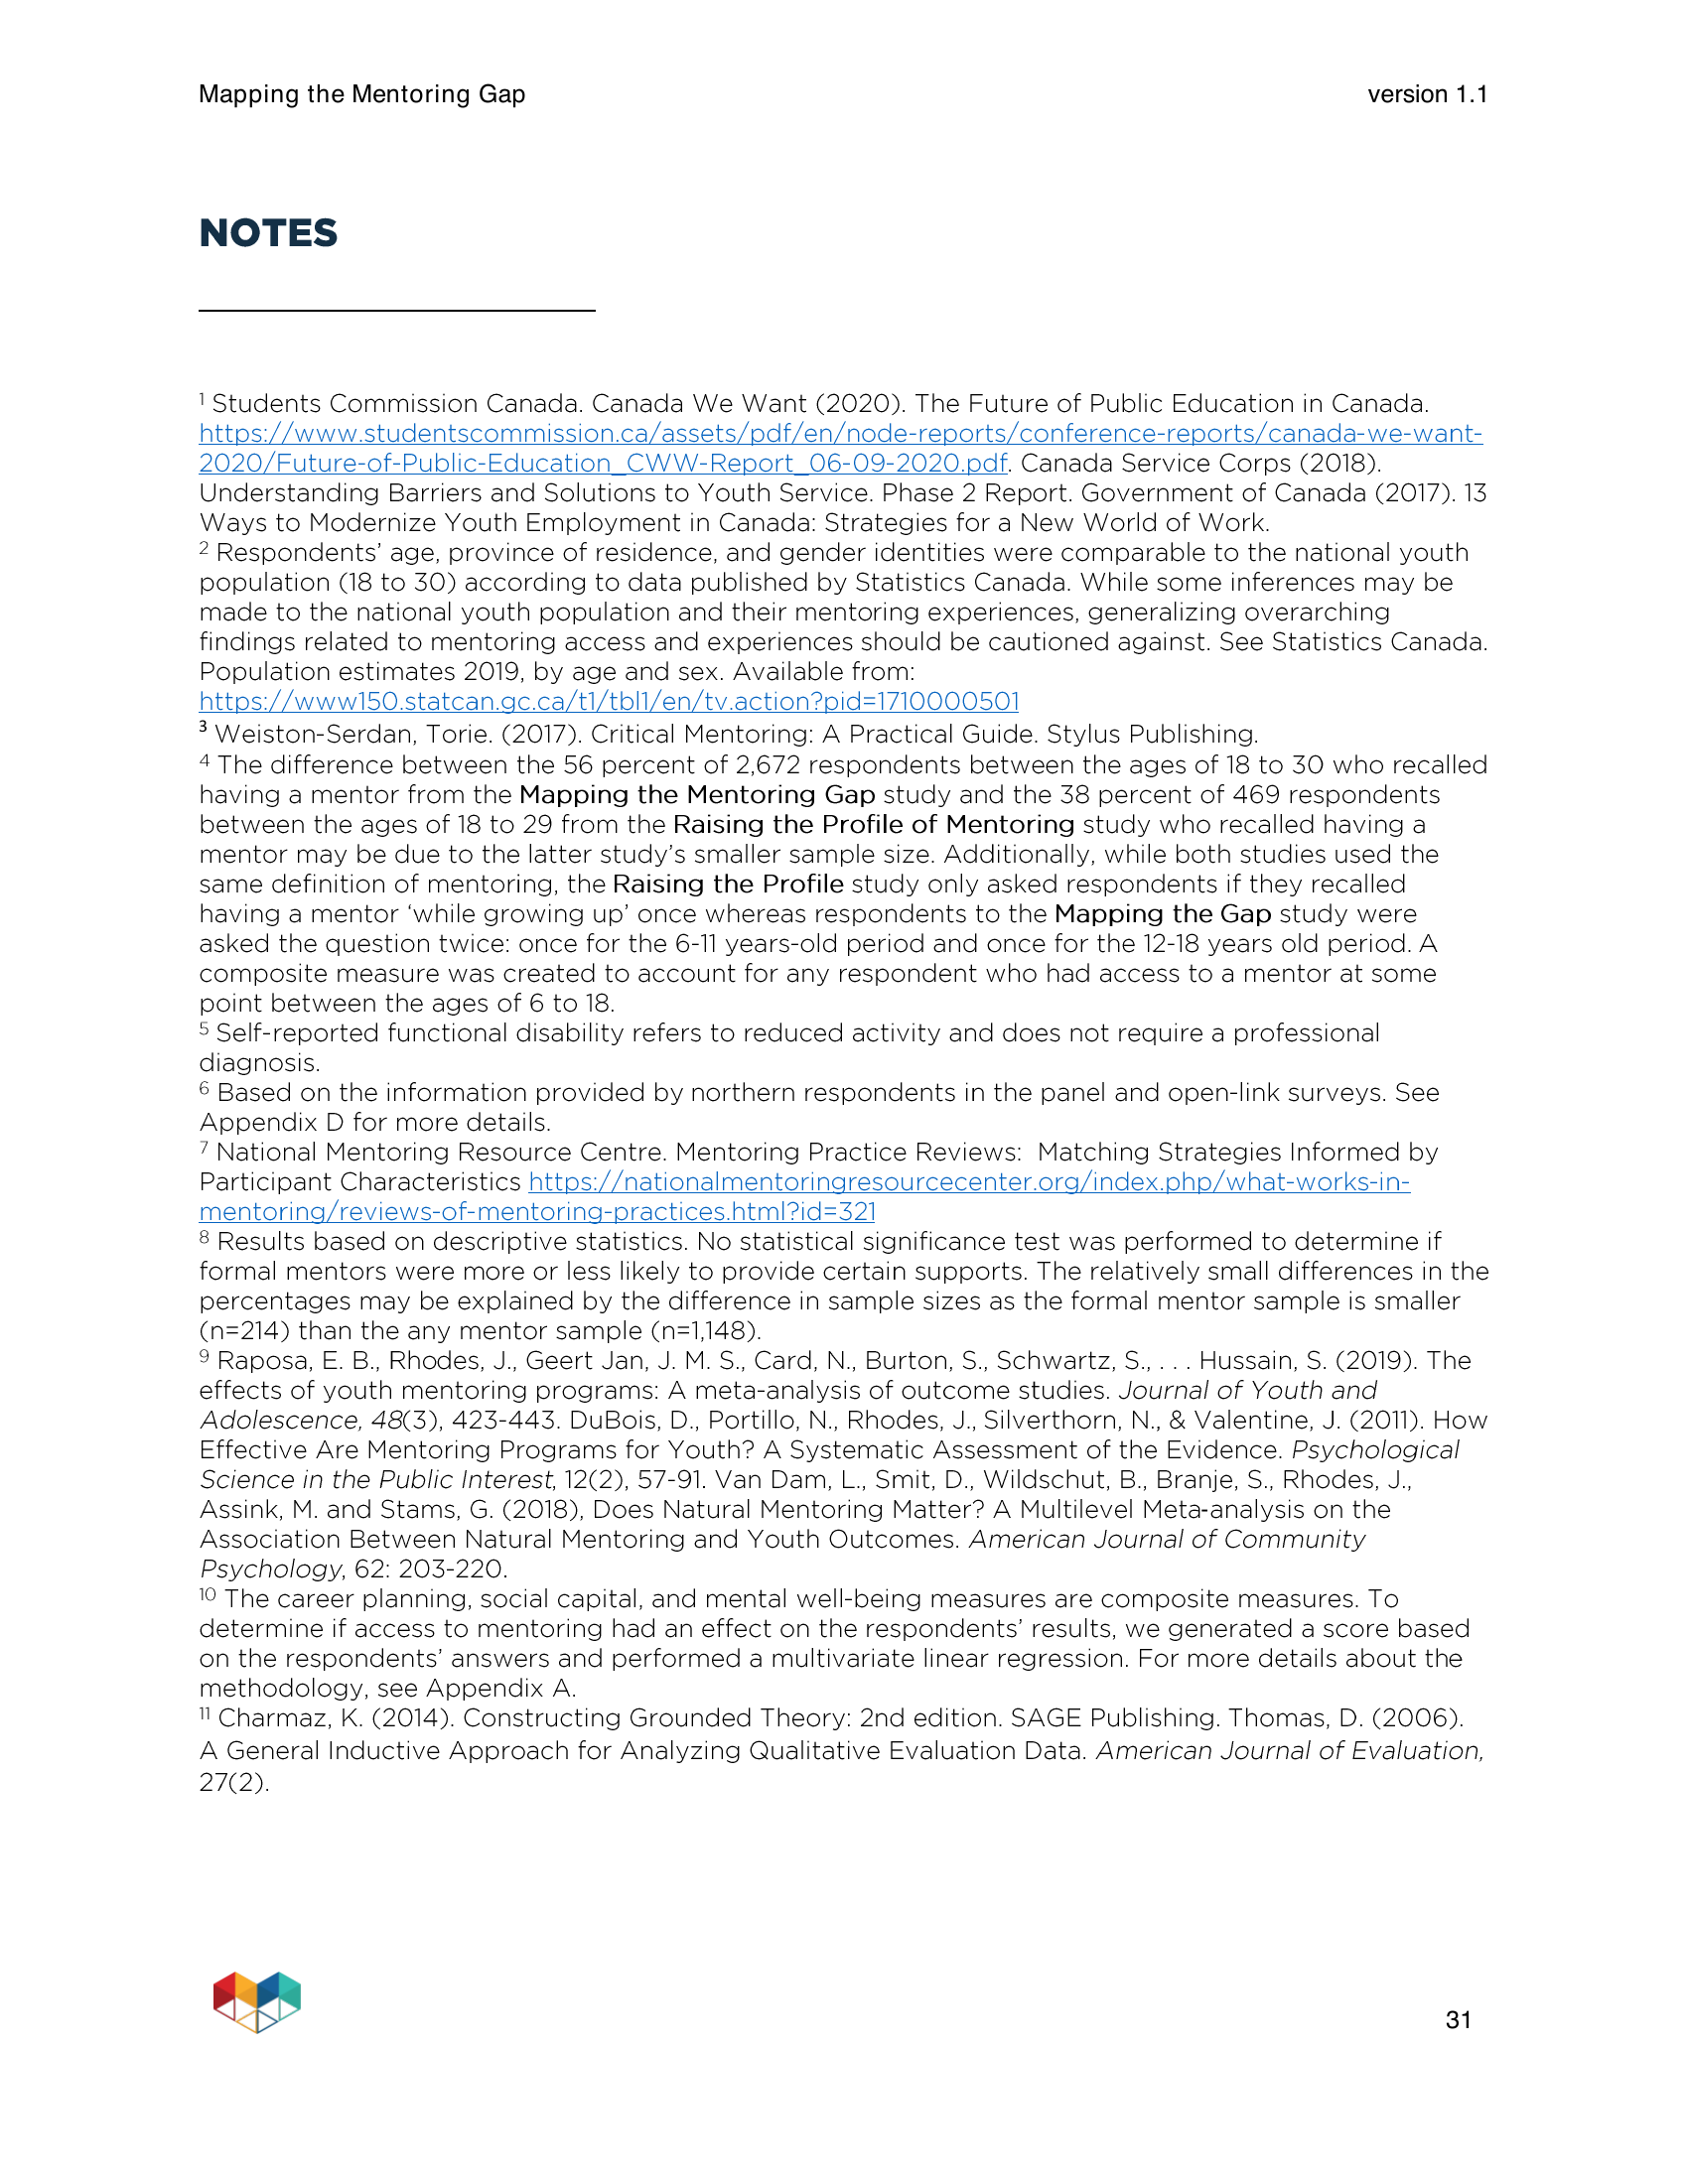 Mapping the Mentoring Gap version 1.1
NOTES
1 Students Commission Canada. Canada We Want (2020). The Future of Public Education in Canada.
https://www.studentscommission.ca/assets/pdf/en/node-reports/conference-reports/canada-we-want-
2020/Future-of-Public-Education_CWW-Report_06-09-2020.pdf. Canada Service Corps (2018).
Understanding Barriers and Solutions to Youth Service. Phase 2 Report. Government of Canada (2017). 13
Ways to Modernize Youth Employment in Canada: Strategies for a New World of Work.
2 Respondents’ age, province of residence, and gender identities were comparable to the national youth
population (18 to 30) according to data published by Statistics Canada. While some inferences may be
made to the national youth population and their mentoring experiences, generalizing overarching
findings related to mentoring access and experiences should be cautioned against. See Statistics Canada.
Population estimates 2019, by age and sex. Available from:
https://www150.statcan.gc.ca/t1/tbl1/en/tv.action?pid=1710000501
3 Weiston-Serdan, Torie. (2017). Critical Mentoring: A Practical Guide. Stylus Publishing.
4 The difference between the 56 percent of 2,672 respondents between the ages of 18 to 30 who recalled
having a mentor from the Mapping the Mentoring Gap study and the 38 percent of 469 respondents
between the ages of 18 to 29 from the Raising the Profile of Mentoring study who recalled having a
mentor may be due to the latter study’s smaller sample size. Additionally, while both studies used the
same definition of mentoring, the Raising the Profile study only asked respondents if they recalled
having a mentor ‘while growing up’ once whereas respondents to the Mapping the Gap study were
asked the question twice: once for the 6-11 years-old period and once for the 12-18 years old period. A
composite measure was created to account for any respondent who had access to a mentor at some
point between the ages of 6 to 18.
5 Self-reported functional disability refers to reduced activity and does not require a professional
diagnosis.
6 Based on the information provided by northern respondents in the panel and open-link surveys. See
Appendix D for more details.
7 National Mentoring Resource Centre. Mentoring Practice Reviews:  Matching Strategies Informed by
Participant Characteristics https://nationalmentoringresourcecenter.org/index.php/what-works-in-
mentoring/reviews-of-mentoring-practices.html?id=321
8 Results based on descriptive statistics. No statistical significance test was performed to determine if
formal mentors were more or less likely to provide certain supports. The relatively small differences in the
percentages may be explained by the difference in sample sizes as the formal mentor sample is smaller
(n=214) than the any mentor sample (n=1,148).
9 Raposa, E. B., Rhodes, J., Geert Jan, J. M. S., Card, N., Burton, S., Schwartz, S., . . . Hussain, S. (2019). The
effects of youth mentoring programs: A meta-analysis of outcome studies. Journal of Youth and
Adolescence, 48(3), 423-443. DuBois, D., Portillo, N., Rhodes, J., Silverthorn, N., & Valentine, J. (2011). How
Effective Are Mentoring Programs for Youth? A Systematic Assessment of the Evidence. Psychological
Science in the Public Interest, 12(2), 57-91. Van Dam, L., Smit, D., Wildschut, B., Branje, S., Rhodes, J.,
Assink, M. and Stams, G. (2018), Does Natural Mentoring Matter? A Multilevel Meta-analysis on the
Association Between Natural Mentoring and Youth Outcomes. American Journal of Community
Psychology, 62: 203-220.
10 The career planning, social capital, and mental well-being measures are composite measures. To
determine if access to mentoring had an effect on the respondents’ results, we generated a score based
on the respondents’ answers and performed a multivariate linear regression. For more details about the
methodology, see Appendix A.
11 Charmaz, K. (2014). Constructing Grounded Theory: 2nd edition. SAGE Publishing. Thomas, D. (2006).
A General Inductive Approach for Analyzing Qualitative Evaluation Data. American Journal of Evaluation,
27(2).
31